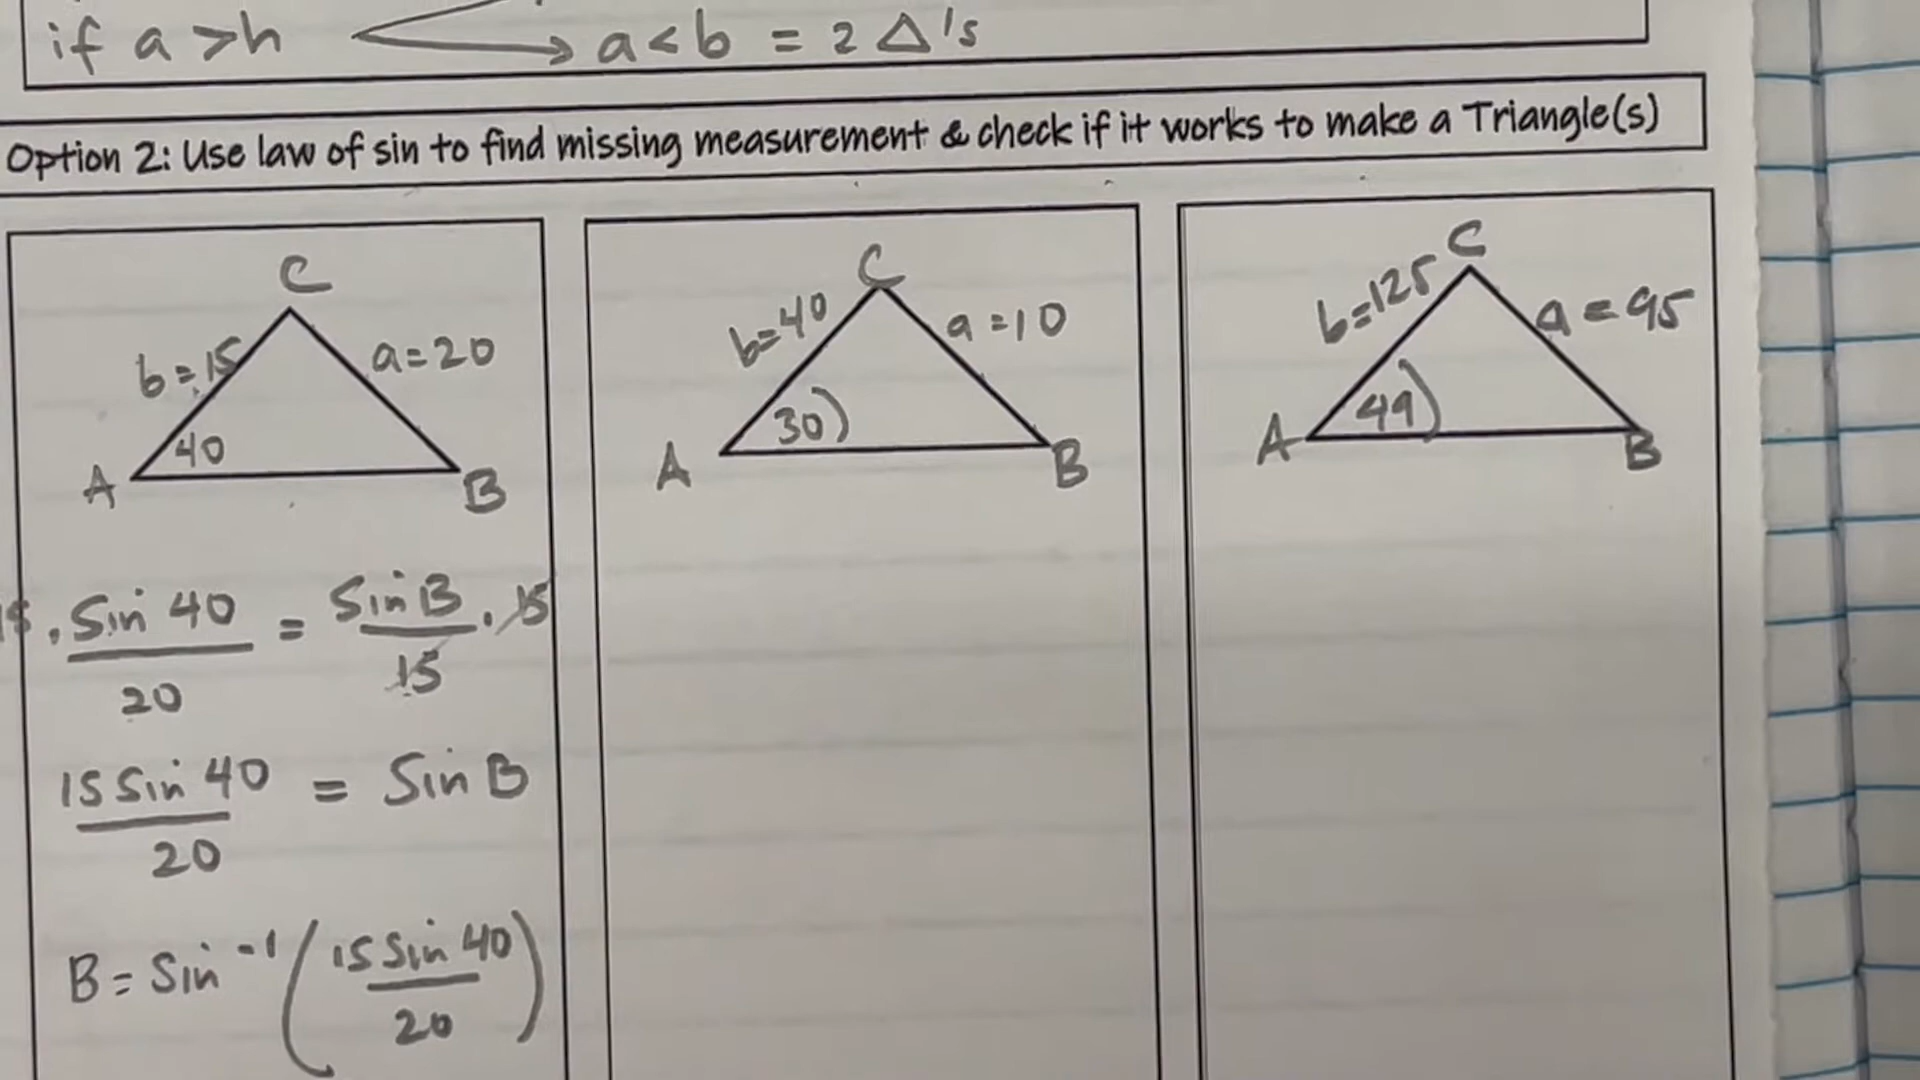 if a > h → a < b = 2 △'s
Option 2: Use law of sin to find missing measurement & check if it works to make a Triangle(s)
C
b = 15
a = 20
40
A
B
15 · Sin 40 / 20 = Sin B / 15 · 15
15 Sin 40 / 20 = Sin B
B = Sin⁻¹ ( 15 Sin 40 / 20 )
C
b = 40
a = 10
30
A
B
C
b = 125
a = 95
49
A
B